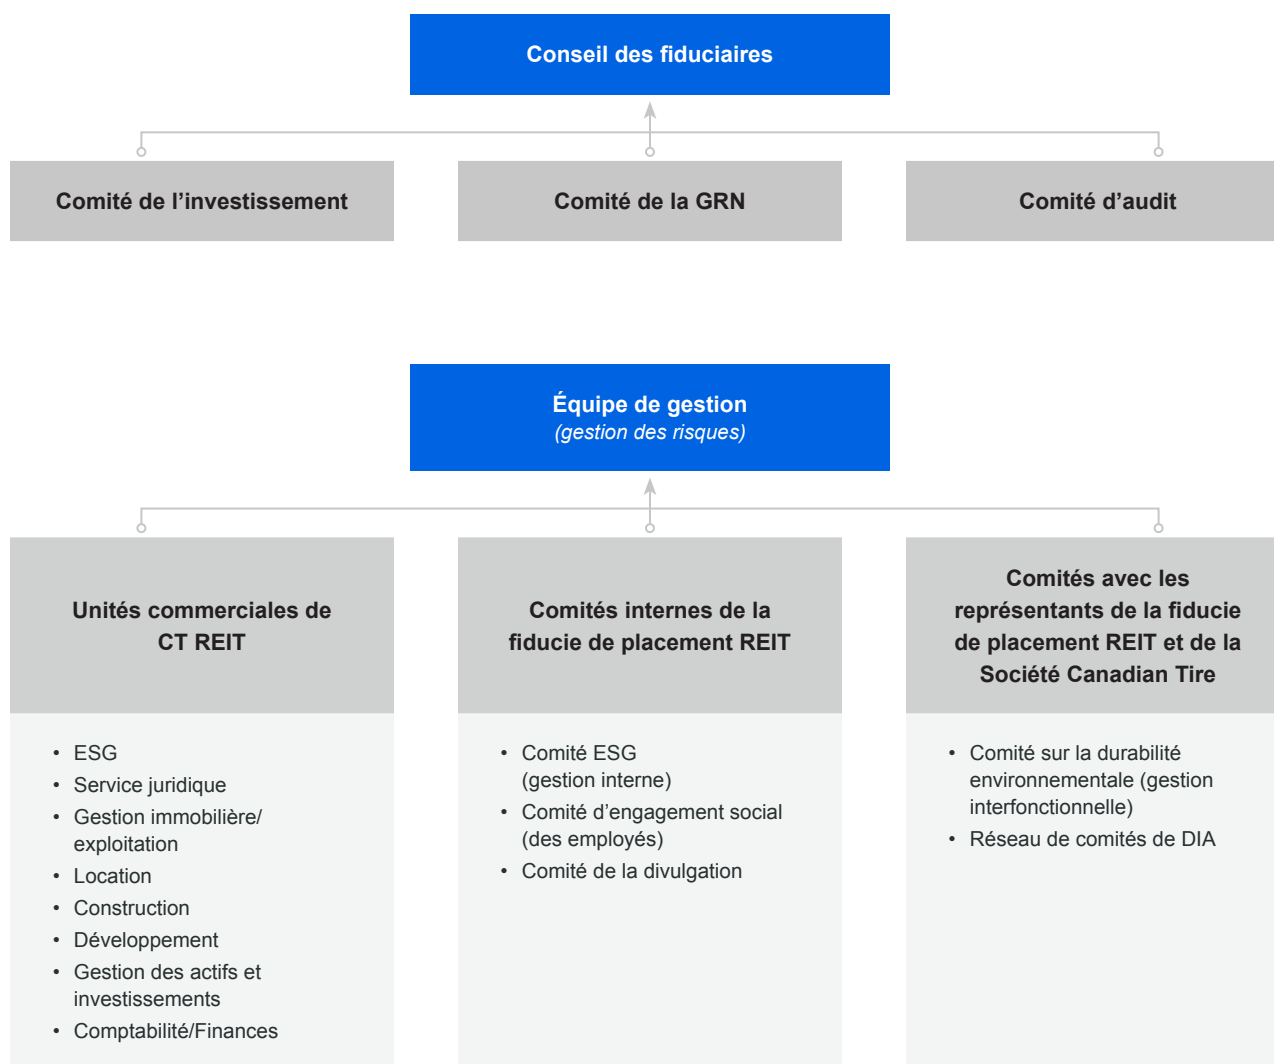 Conseil des fiduciaires
Comité de l’investissement
Comité de la GRN
Comité d’audit
Équipe de gestion
(gestion des risques)
Unités commerciales de
CT REIT
Comités internes de la
fiducie de placement REIT
Comités avec les
représentants de la fiducie
de placement REIT et de la
Société Canadian Tire
• ESG
• Service juridique
• Gestion immobilière/
exploitation
• Location
• Construction
• Développement
• Gestion des actifs et
investissements
• Comptabilité/Finances
• Comité ESG
(gestion interne)
• Comité d’engagement social
(des employés)
• Comité de la divulgation
• Comité sur la durabilité
environnementale (gestion
interfonctionnelle)
• Réseau de comités de DIA